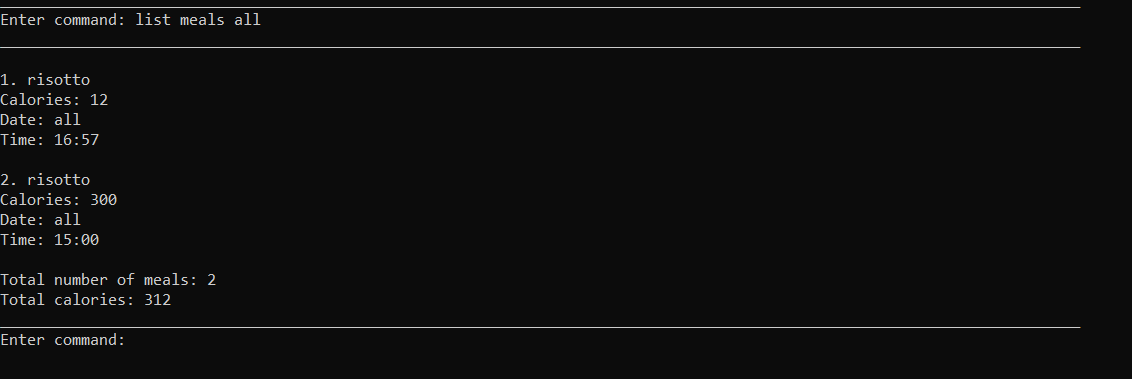 Enter command: list meals all
1. risotto
Calories: 12
Date: all
Time: 16:57
2. risotto
Calories: 300
Date: all
Time: 15:00
Total number of meals: 2
Total calories: 312
Enter command: